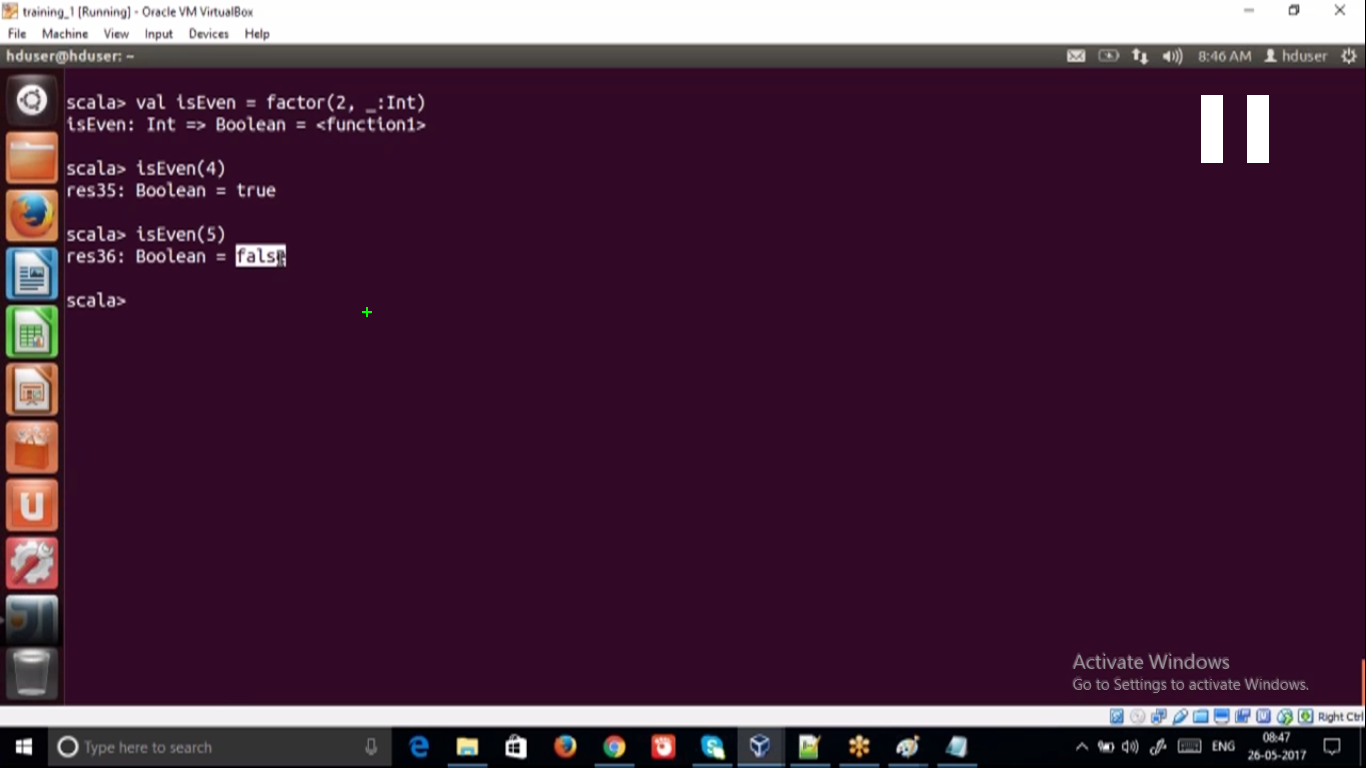 training_1 [Running] - Oracle VM VirtualBox
File Machine View Input Devices Help
hduser@hduser: ~
8:46 AM hduser
scala> val isEven = factor(2, _:Int)
isEven: Int => Boolean = <function1>
scala> isEven(4)
res35: Boolean = true
scala> isEven(5)
res36: Boolean = false
scala>
Activate Windows
Go to Settings to activate Windows.
Right Ctrl
Type here to search
ENG
08:47
26-05-2017